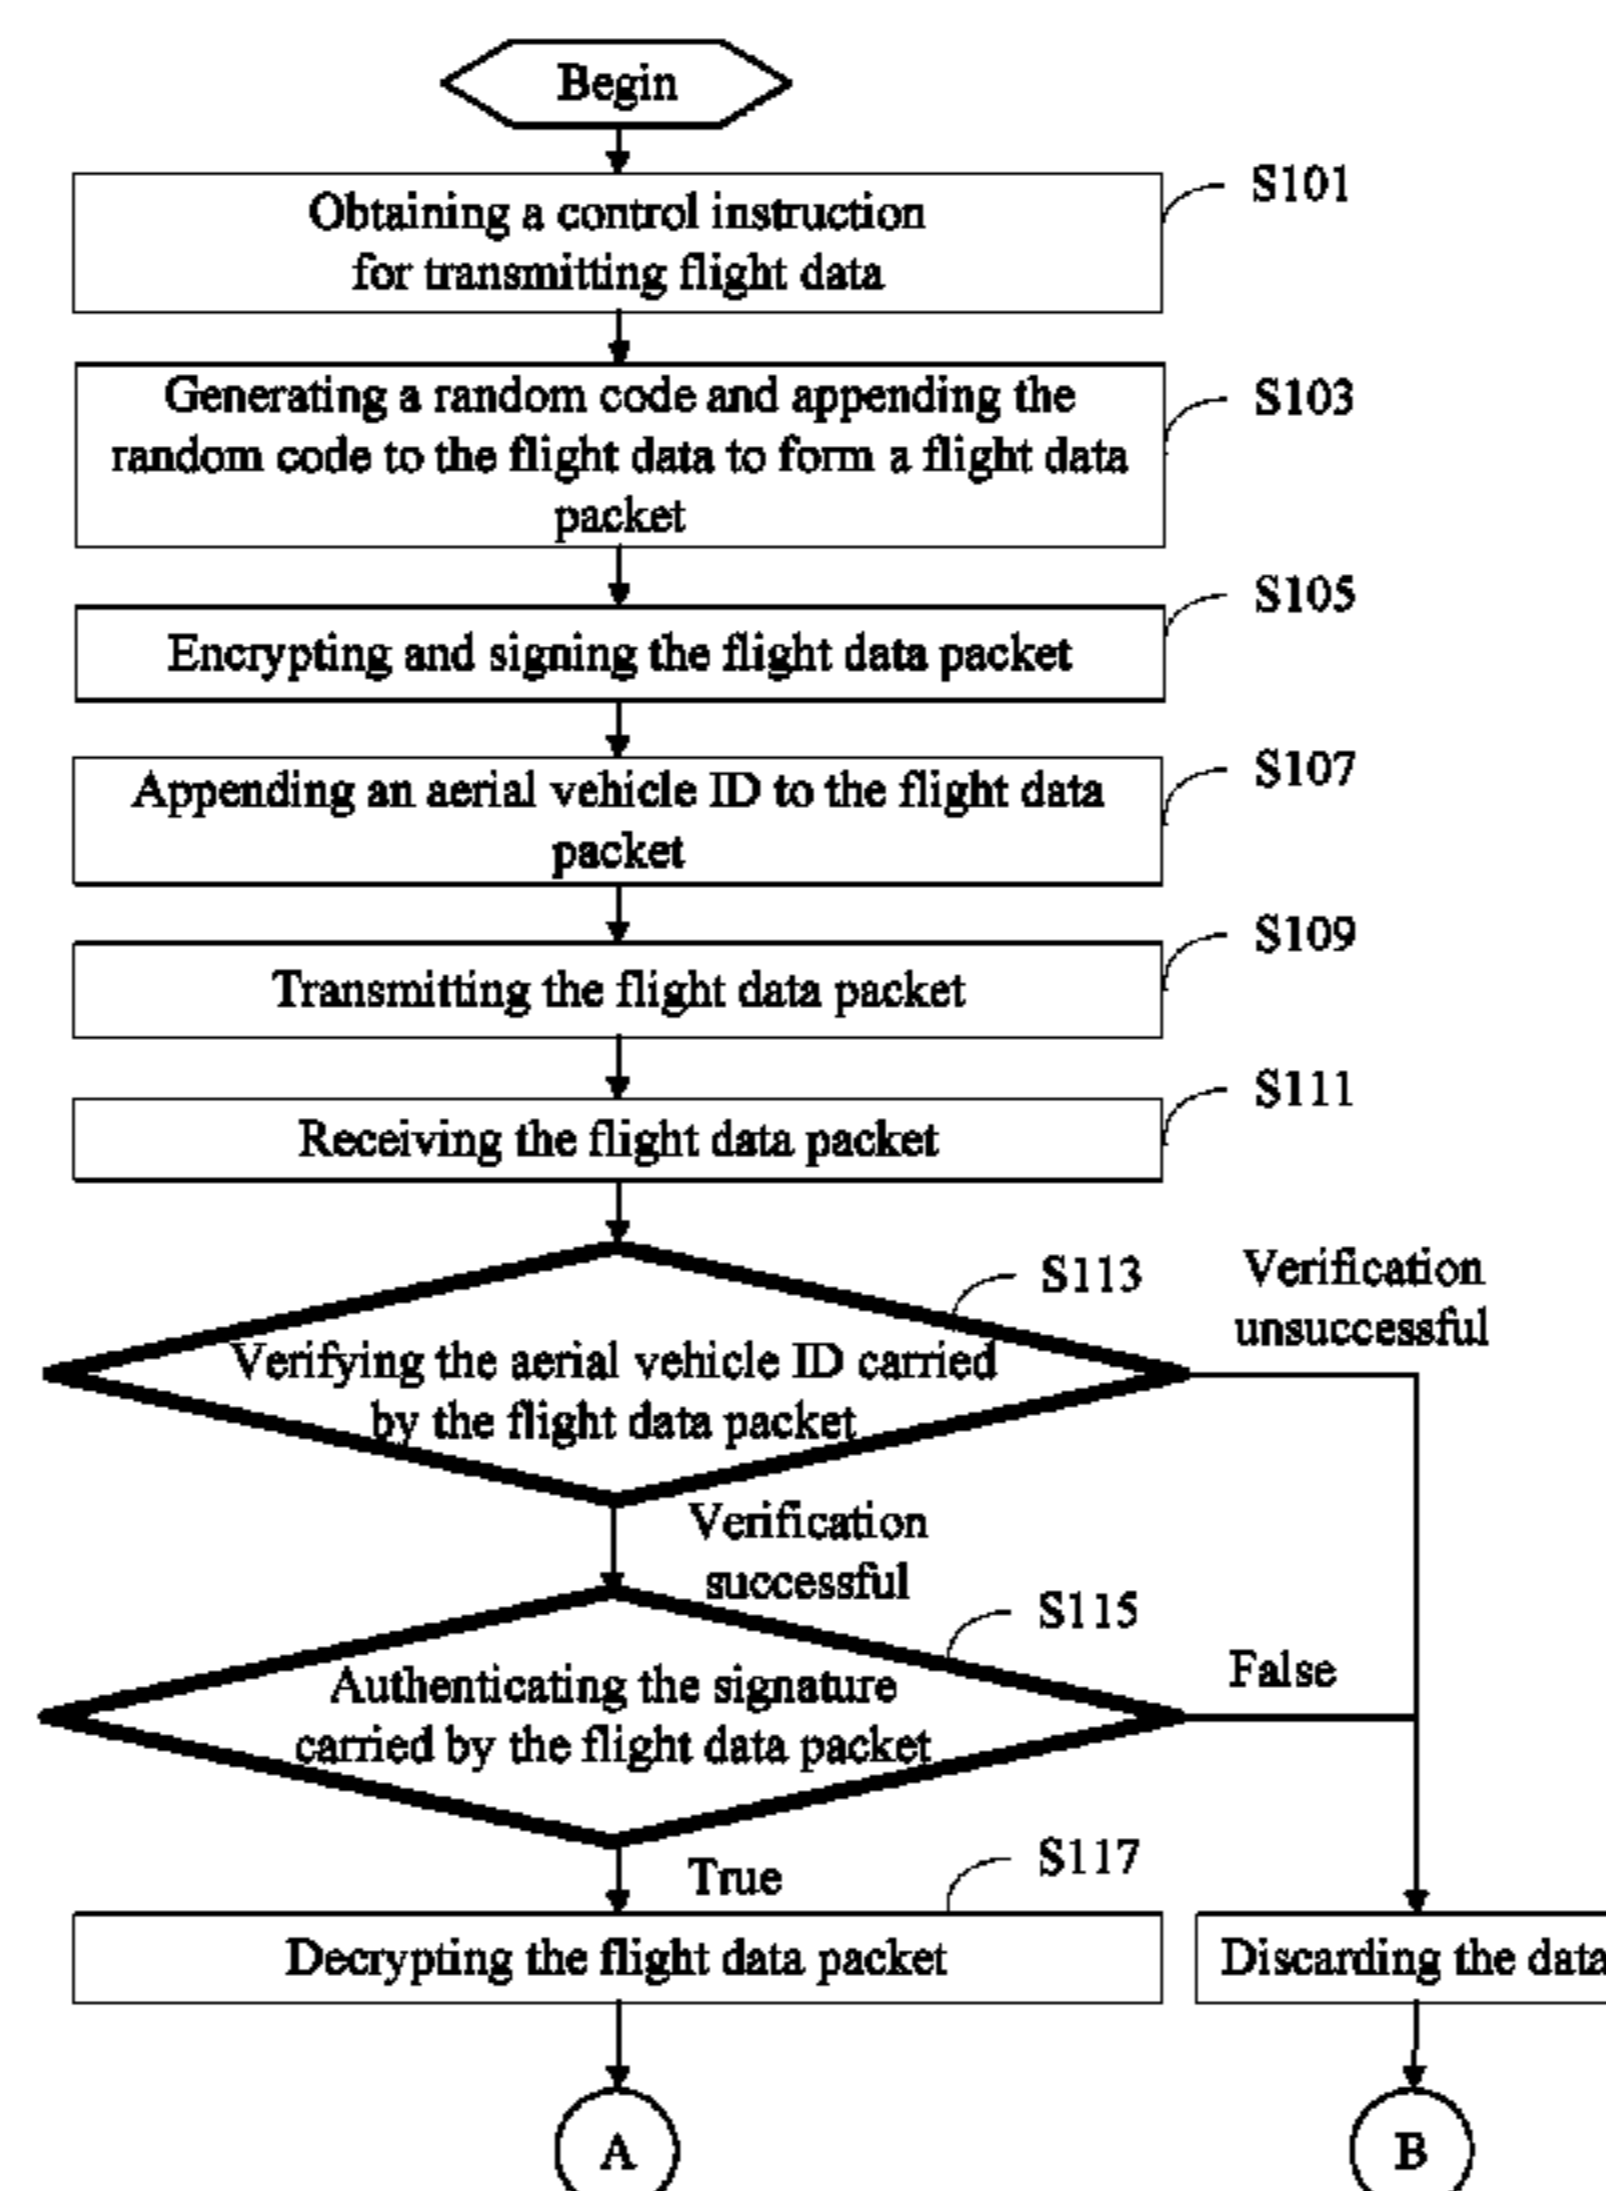 Begin
S101
Obtaining a control instruction
for transmitting flight data
S103
Generating a random code and appending the
random code to the flight data to form a flight data
packet
S105
Encrypting and signing the flight data packet
S107
Appending an aerial vehicle ID to the flight data
packet
S109
Transmitting the flight data packet
S111
Receiving the flight data packet
S113
Verification
unsuccessful
Verifying the aerial vehicle ID carried
by the flight data packet
Verification
successful
S115
False
Authenticating the signature
carried by the flight data packet
True
S117
Decrypting the flight data packet
Discarding the data
A
B